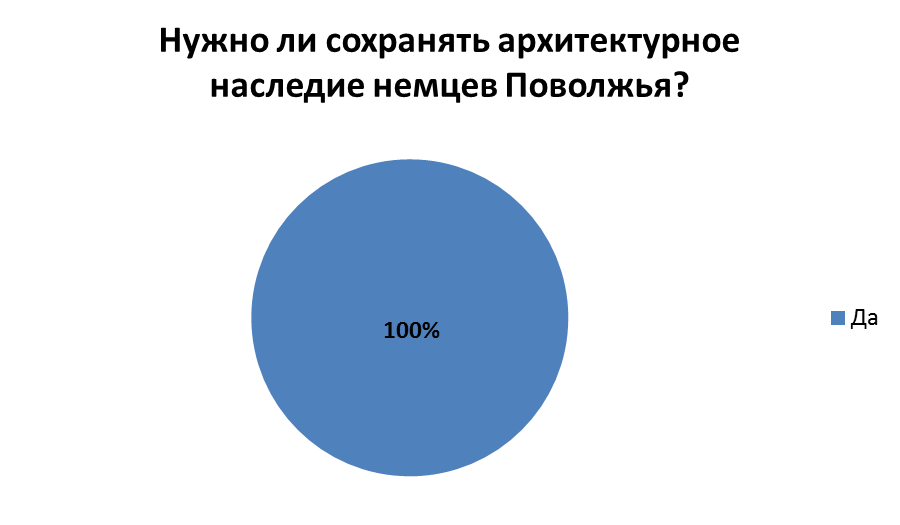 Нужно ли сохранять архитектурное
наследие немцев Поволжья?
100%
Да